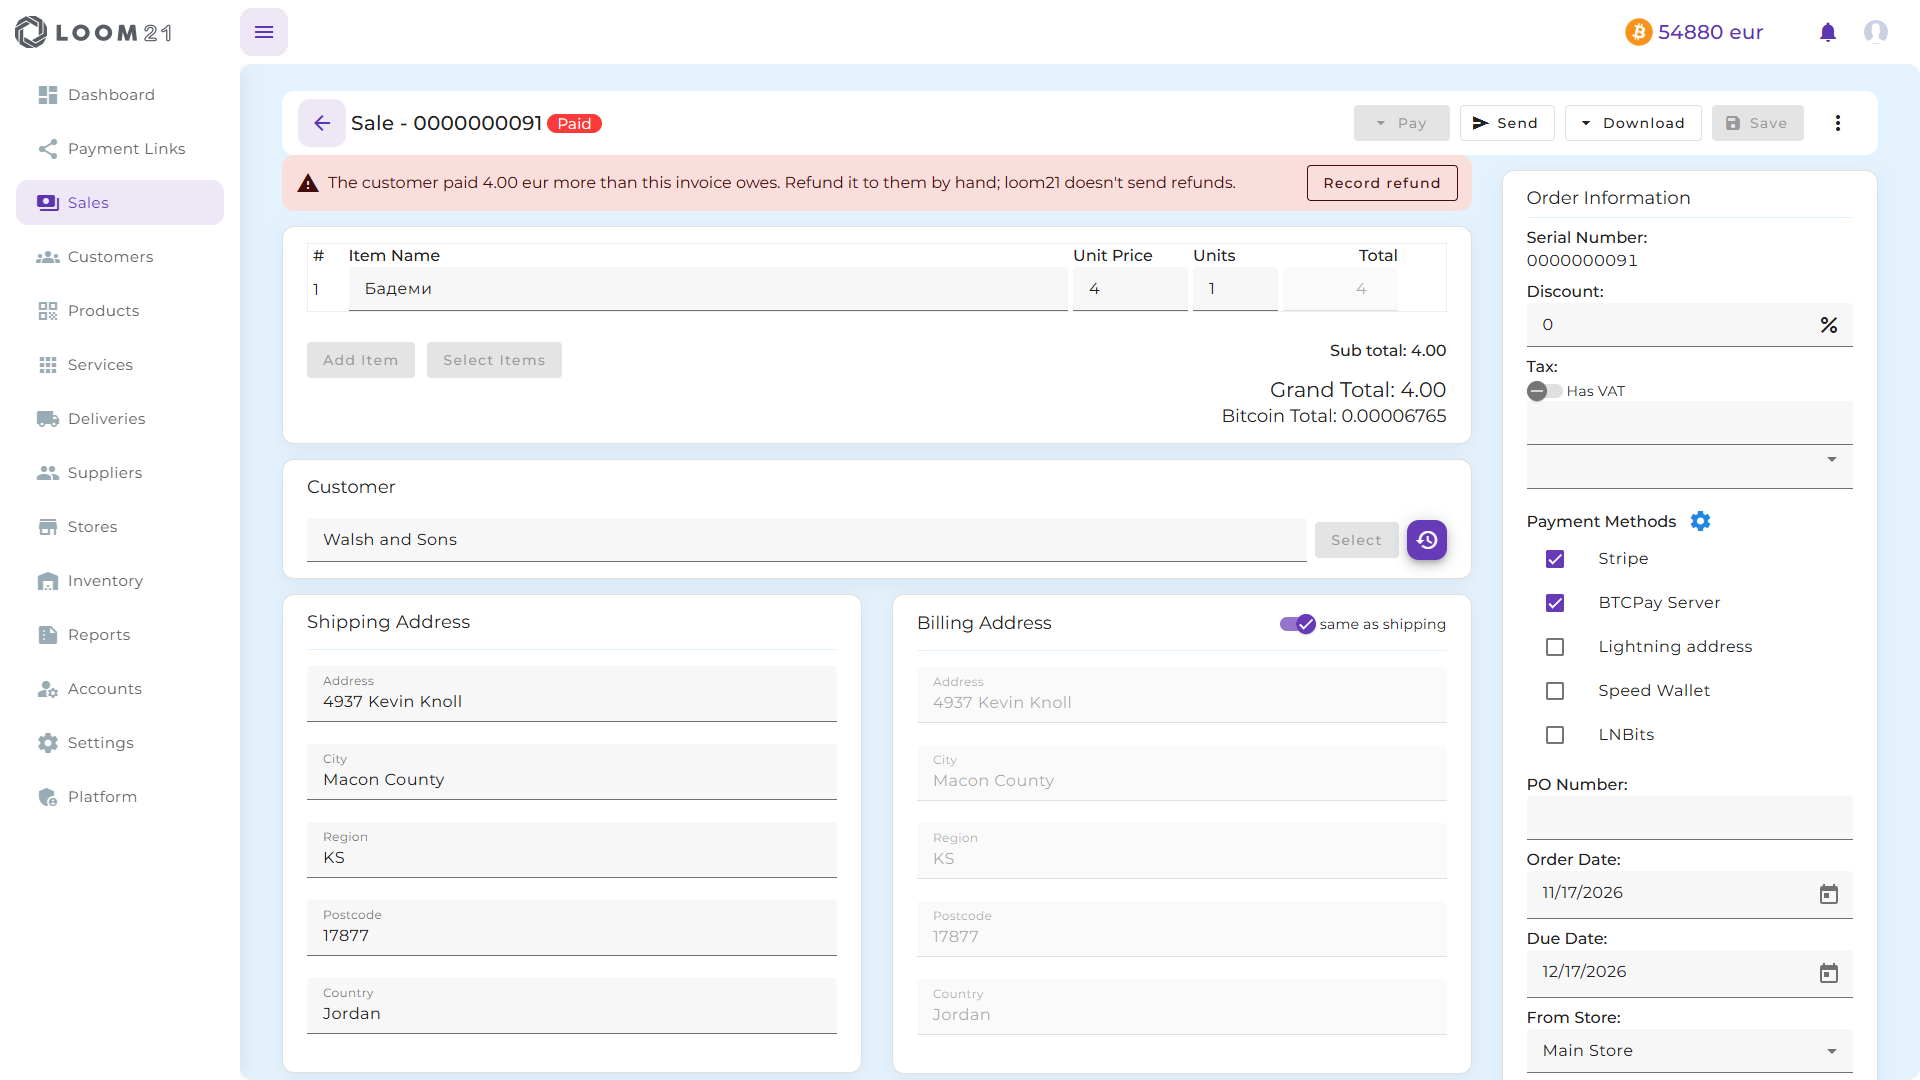 LOOM21
54880 eur
Dashboard
Payment Links
Sales
Customers
Products
Services
Deliveries
Suppliers
Stores
Inventory
Reports
Accounts
Settings
Platform
Sale - 0000000091 Paid
Pay
Send
Download
Save
The customer paid 4.00 eur more than this invoice owes. Refund it to them by hand; loom21 doesn't send refunds.
Record refund
# Item Name Unit Price Units Total
1 Бадеми 4 1 4
Add Item
Select Items
Sub total: 4.00
Grand Total: 4.00
Bitcoin Total: 0.00006765
Customer
Walsh and Sons
Select
Shipping Address
Address
4937 Kevin Knoll
City
Macon County
Region
KS
Postcode
17877
Country
Jordan
Billing Address
same as shipping
Address
4937 Kevin Knoll
City
Macon County
Region
KS
Postcode
17877
Country
Jordan
Order Information
Serial Number:
0000000091
Discount:
0 %
Tax:
Has VAT
Payment Methods
Stripe
BTCPay Server
Lightning address
Speed Wallet
LNBits
PO Number:
Order Date:
11/17/2026
Due Date:
12/17/2026
From Store:
Main Store